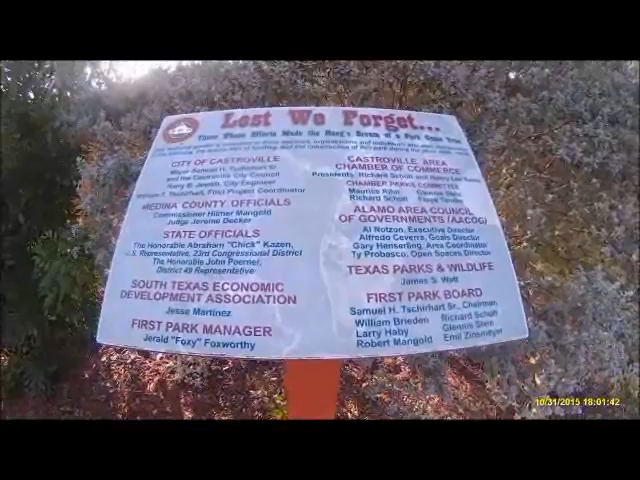 Lest We Forget...
Those Whose Efforts Made the Haag's Dream of a Park Come True
CITY OF CASTROVILLE
Mayor Samuel H. Tschirhart Sr.
and the Castroville City Council
City Engineer
First Project Coordinator
MEDINA COUNTY OFFICIALS
Commissioner Hilmer Mangold
Judge Jerome Decker
STATE OFFICIALS
The Honorable Abraham "Chick" Kazen,
U.S. Representative, 23rd Congressional District
The Honorable John Poerner,
District 49 Representative
SOUTH TEXAS ECONOMIC
DEVELOPMENT ASSOCIATION
Jesse Martinez
FIRST PARK MANAGER
Jerald "Foxy" Foxworthy
CASTROVILLE AREA
CHAMBER OF COMMERCE
Presidents, Richard Schott and
CHAMBER PARKS COMMITTEE
Maurice Rihn
Richard Schott
ALAMO AREA COUNCIL
OF GOVERNMENTS (AACOG)
Al Notzon, Executive Director
Alfredo Cevera, Goals Director
Gary Henserling, Area Coordinator
Ty Probasco, Open Spaces Director
TEXAS PARKS & WILDLIFE
James S. Watt
FIRST PARK BOARD
Samuel H. Tschirhart Sr., Chairman
William Brieden Richard Schott
Larry Haby Glennis Stein
Robert Mangold Emil Zinsmeyer
10/31/2015 18:01:42